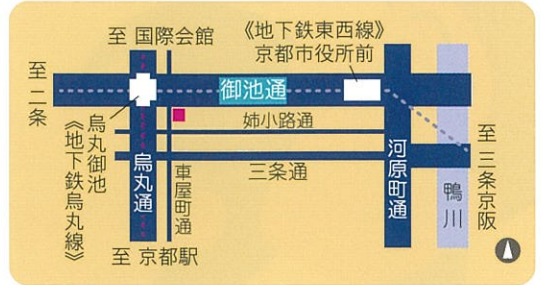 至 国際会館
《地下鉄東西線》
京都市役所前
至二条
御池通
烏丸御池
《地下鉄烏丸線》
烏丸通
車屋町通
姉小路通
三条通
河原町通
鴨川
至三条京阪
至 京都駅